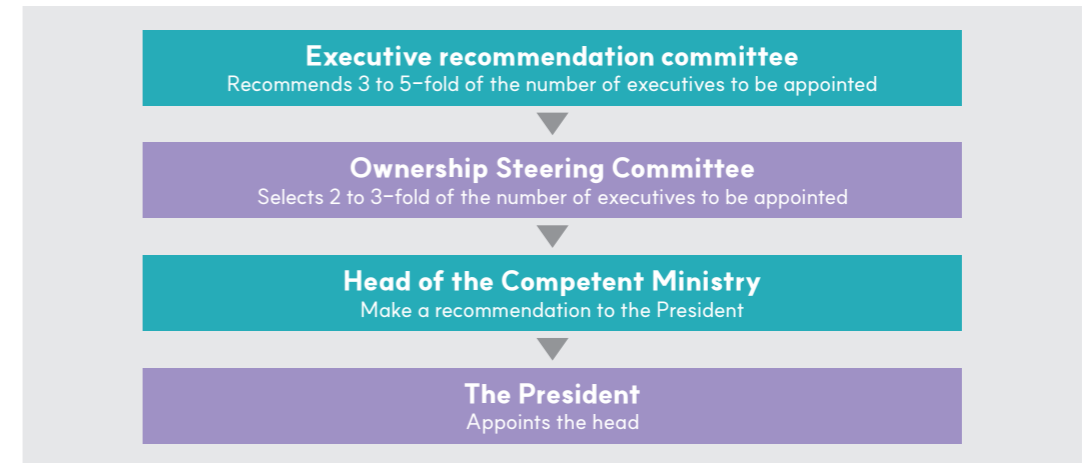 Executive recommendation committee
Recommends 3 to 5-fold of the number of executives to be appointed
Ownership Steering Committee
Selects 2 to 3-fold of the number of executives to be appointed
Head of the Competent Ministry
Make a recommendation to the President
The President
Appoints the head